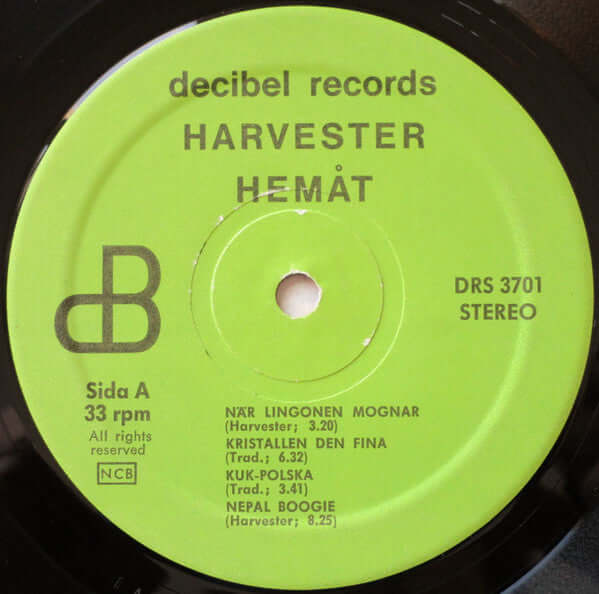 decibel records
HARVESTER
HEMÅT
dB
DRS 3701
STEREO
Sida A
33 rpm
All rights
reserved
NCB
NÄR LINGONEN MOGNAR
(Harvester; 3.20)
KRISTALLEN DEN FINA
(Trad.; 6.32)
KUK-POLSKA
(Trad.; 3.41)
NEPAL BOOGIE
(Harvester; 8.25)